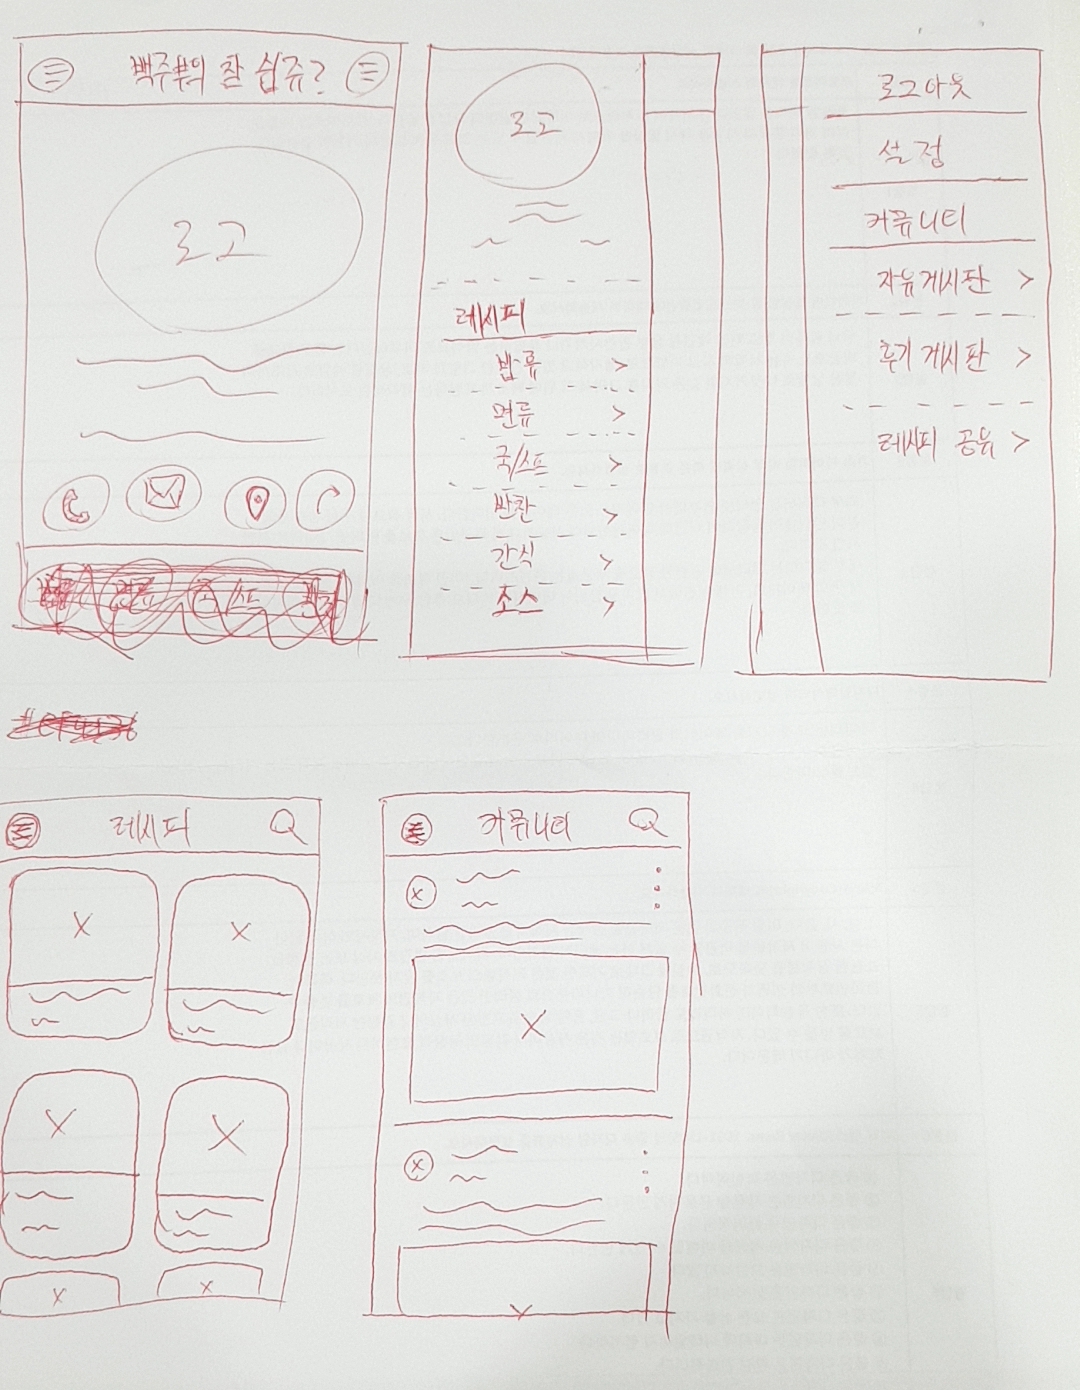 백주부의 참 쉽쥬?
로고
로고
레시피
밥류 >
면류 >
국/스프 >
반찬 >
간식 >
소스 >
로그아웃
설정
커뮤니티
자유게시판 >
후기 게시판 >
레시피 공유 >
레시피
커뮤니티